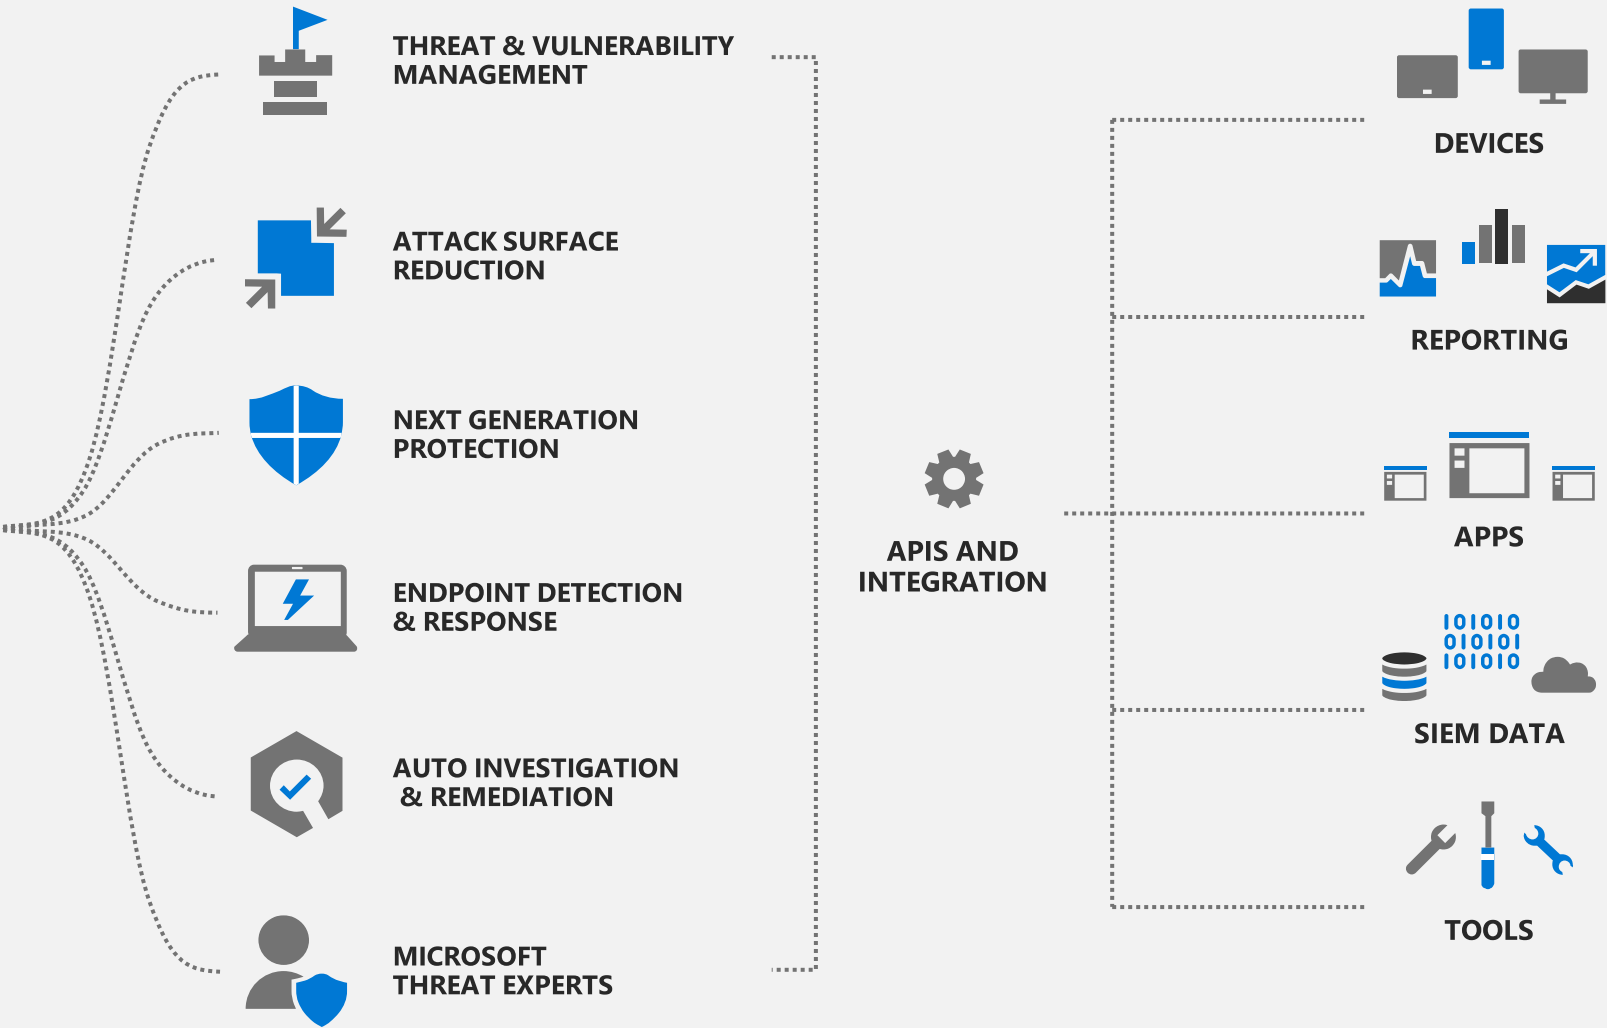 THREAT & VULNERABILITY
MANAGEMENT
ATTACK SURFACE
REDUCTION
NEXT GENERATION
PROTECTION
ENDPOINT DETECTION
& RESPONSE
AUTO INVESTIGATION
& REMEDIATION
MICROSOFT
THREAT EXPERTS
APIS AND
INTEGRATION
DEVICES
REPORTING
APPS
101010
010101
101010
SIEM DATA
TOOLS